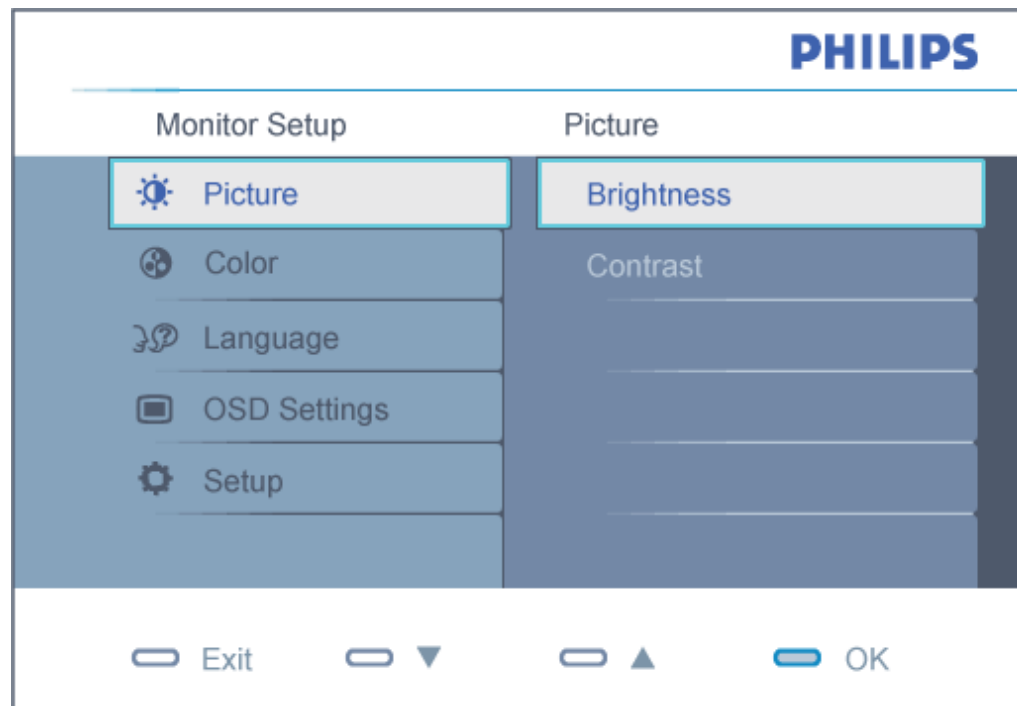 PHILIPS
Monitor Setup Picture
Picture Brightness
Color Contrast
Language
OSD Settings
Setup
Exit ▼ ▲ OK